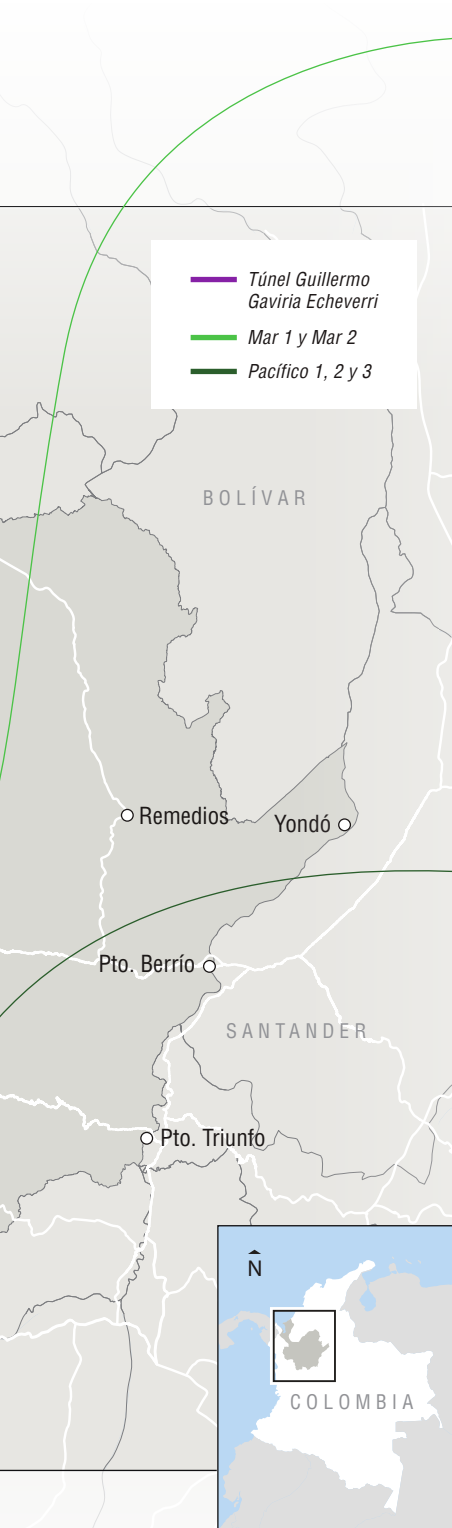 Túnel Guillermo
Gaviria Echeverri
Mar 1 y Mar 2
Pacífico 1, 2 y 3
BOLÍVAR
Remedios
Yondó
Pto. Berrío
SANTANDER
Pto. Triunfo
N
COLOMBIA